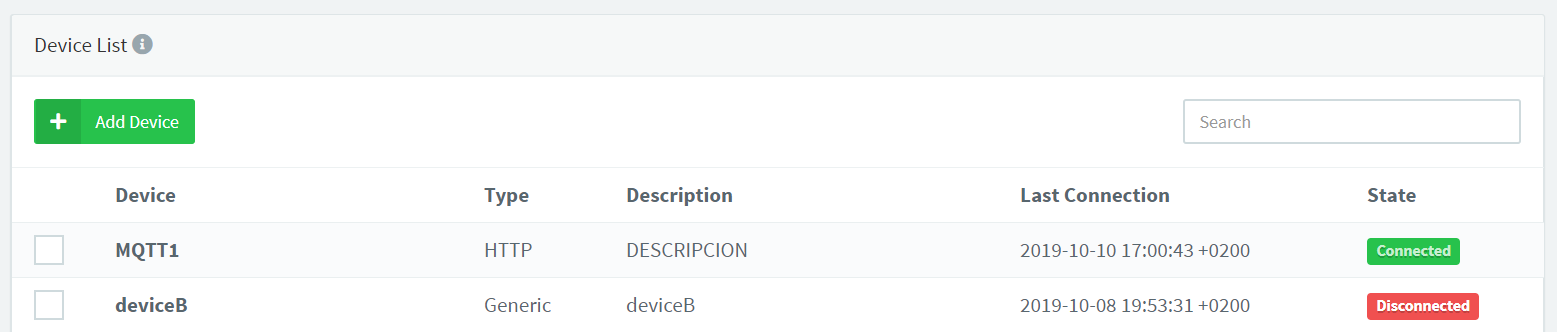 Device List
Add Device
Search
Device Type Description Last Connection State
MQTT1 HTTP DESCRIPCION 2019-10-10 17:00:43 +0200 Connected
deviceB Generic deviceB 2019-10-08 19:53:31 +0200 Disconnected